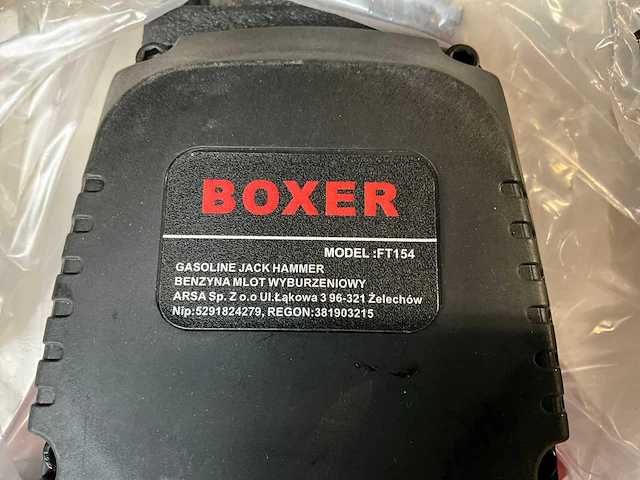 BOXER
MODEL :FT154
GASOLINE JACK HAMMER
BENZYNA MLOT WYBURZENIOWY
ARSA Sp. Z o.o Ul.Łąkowa 3 96-321 Żelechów
Nip:5291824279, REGON:381903215